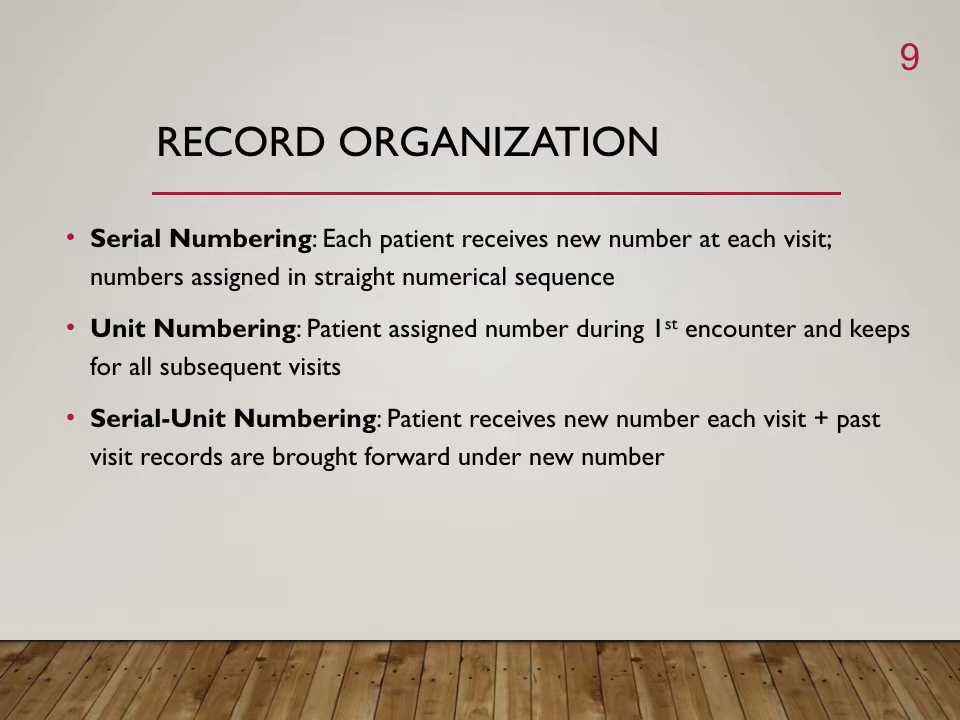 9
RECORD ORGANIZATION
• Serial Numbering: Each patient receives new number at each visit;
numbers assigned in straight numerical sequence
• Unit Numbering: Patient assigned number during 1st encounter and keeps
for all subsequent visits
• Serial-Unit Numbering: Patient receives new number each visit + past
visit records are brought forward under new number